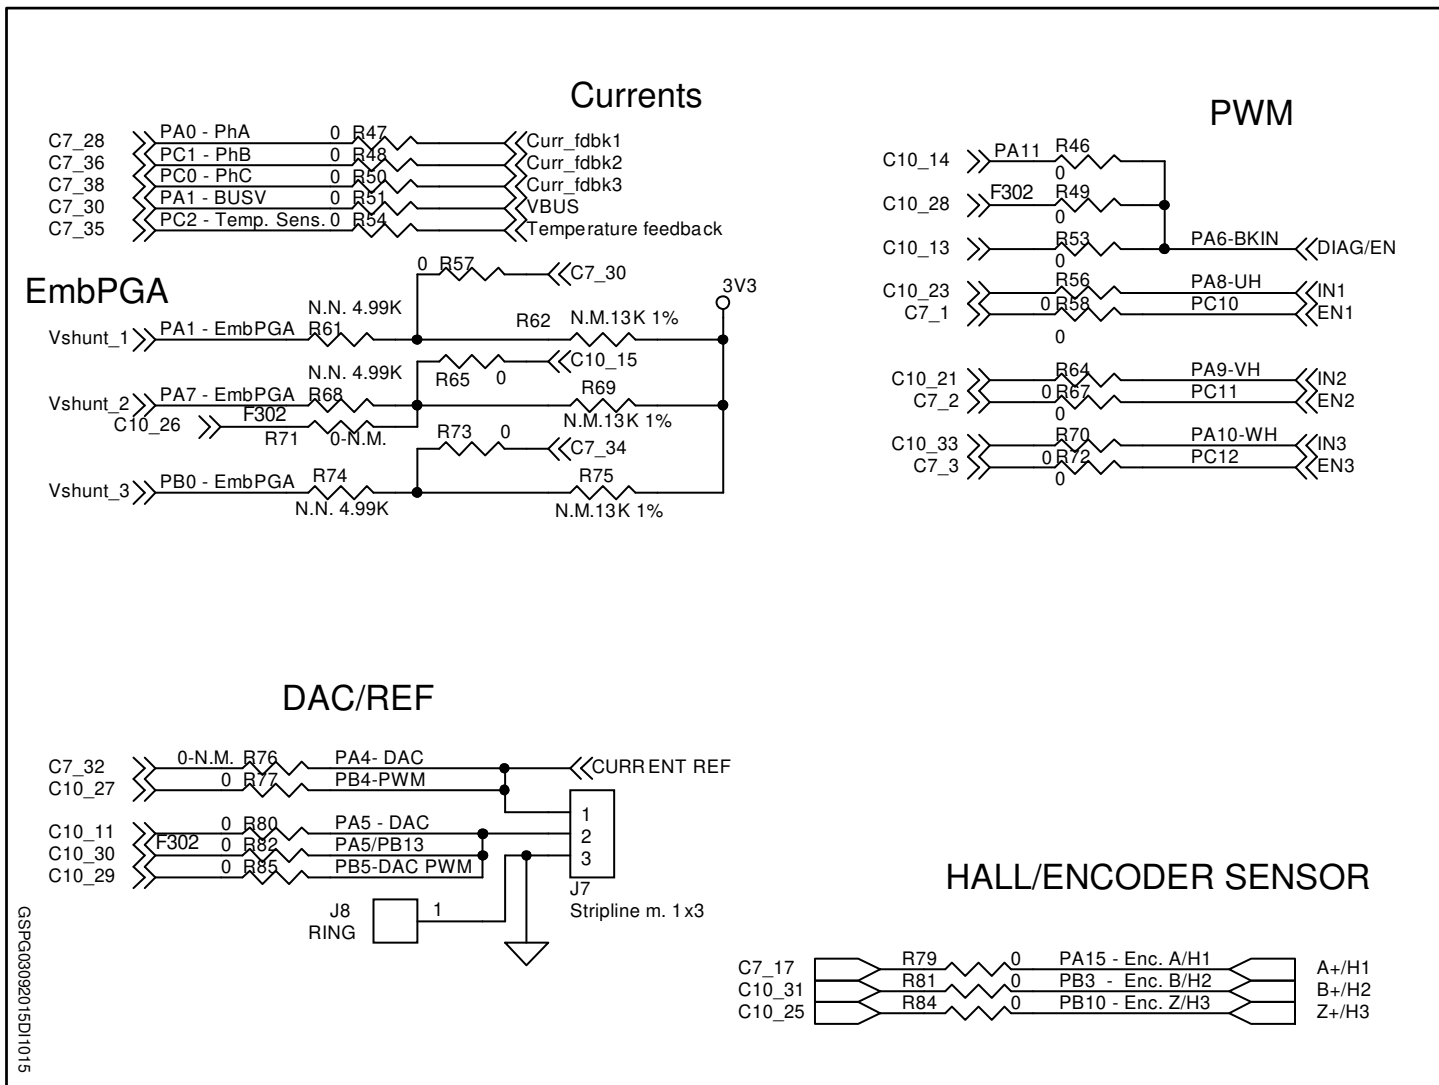 Currents
C7_28 PA0 - PhA 0 R47 Curr_fdbk1
C7_36 PC1 - PhB 0 R48 Curr_fdbk2
C7_38 PC0 - PhC 0 R50 Curr_fdbk3
C7_30 PA1 - BUSV 0 R51 VBUS
C7_35 PC2 - Temp. Sens. 0 R54 Temperature feedback
EmbPGA
0 R57 C7_30
3V3
N.N. 4.99K
R62 N.M.13K 1%
Vshunt_1 PA1 - EmbPGA R61
C10_15
N.N. 4.99K
R65 0
R69
Vshunt_2 PA7 - EmbPGA R68
N.M.13K 1%
C10_26 F302
R71 0-N.M.
R73 0
C7_34
Vshunt_3 PB0 - EmbPGA R74 R75
N.N. 4.99K N.M.13K 1%
PWM
C10_14 PA11 R46
0
C10_28 F302 R49
0
C10_13 R53 PA6-BKIN DIAG/EN
0
C10_23 R56 PA8-UH IN1
C7_1 0 R58 PC10 EN1
0
C10_21 R64 PA9-VH IN2
C7_2 0 R67 PC11 EN2
0
C10_33 R70 PA10-WH IN3
C7_3 0 R72 PC12 EN3
0
DAC/REF
C7_32 0-N.M. R76 PA4- DAC CURRENT REF
C10_27 0 R77 PB4-PWM
1
C10_11 0 R80 PA5 - DAC
2
C10_30 F302 0 R82 PA5/PB13
3
C10_29 0 R85 PB5-DAC PWM
J7
Stripline m. 1x3
J8 1
RING
HALL/ENCODER SENSOR
C7_17 R79 0 PA15 - Enc. A/H1 A+/H1
C10_31 R81 0 PB3 - Enc. B/H2 B+/H2
C10_25 R84 0 PB10 - Enc. Z/H3 Z+/H3
GSPG03092015DI1015